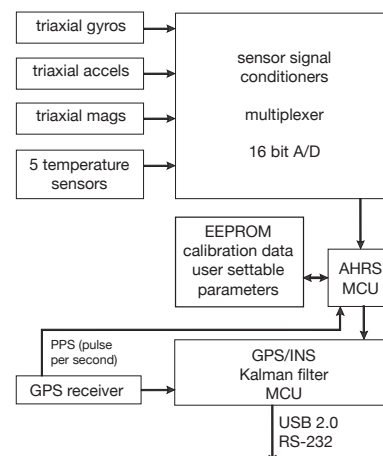 triaxial gyros
triaxial accels
triaxial mags
5 temperature
sensors
sensor signal
conditioners
multiplexer
16 bit A/D
EEPROM
calibration data
user settable
parameters
AHRS
MCU
PPS (pulse
per second)
GPS receiver
GPS/INS
Kalman filter
MCU
USB 2.0
RS-232